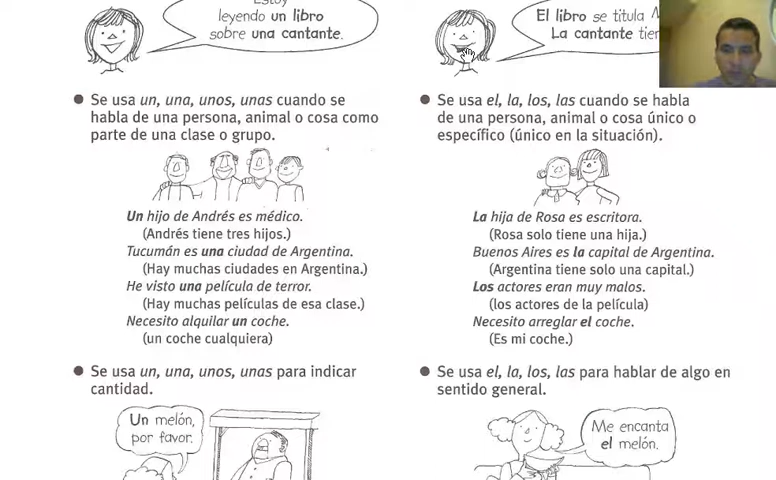 Estoy
leyendo un libro
sobre una cantante.
El libro se titula
La cantante
● Se usa un, una, unos, unas cuando se
habla de una persona, animal o cosa como
parte de una clase o grupo.
Un hijo de Andrés es médico.
(Andrés tiene tres hijos.)
Tucumán es una ciudad de Argentina.
(Hay muchas ciudades en Argentina.)
He visto una película de terror.
(Hay muchas películas de esa clase.)
Necesito alquilar un coche.
(un coche cualquiera)
● Se usa un, una, unos, unas para indicar
cantidad.
Un melón,
por favor.
● Se usa el, la, los, las cuando se habla
de una persona, animal o cosa único o
específico (único en la situación).
La hija de Rosa es escritora.
(Rosa solo tiene una hija.)
Buenos Aires es la capital de Argentina.
(Argentina tiene solo una capital.)
Los actores eran muy malos.
(los actores de la película)
Necesito arreglar el coche.
(Es mi coche.)
● Se usa el, la, los, las para hablar de algo en
sentido general.
Me encanta
el melón.